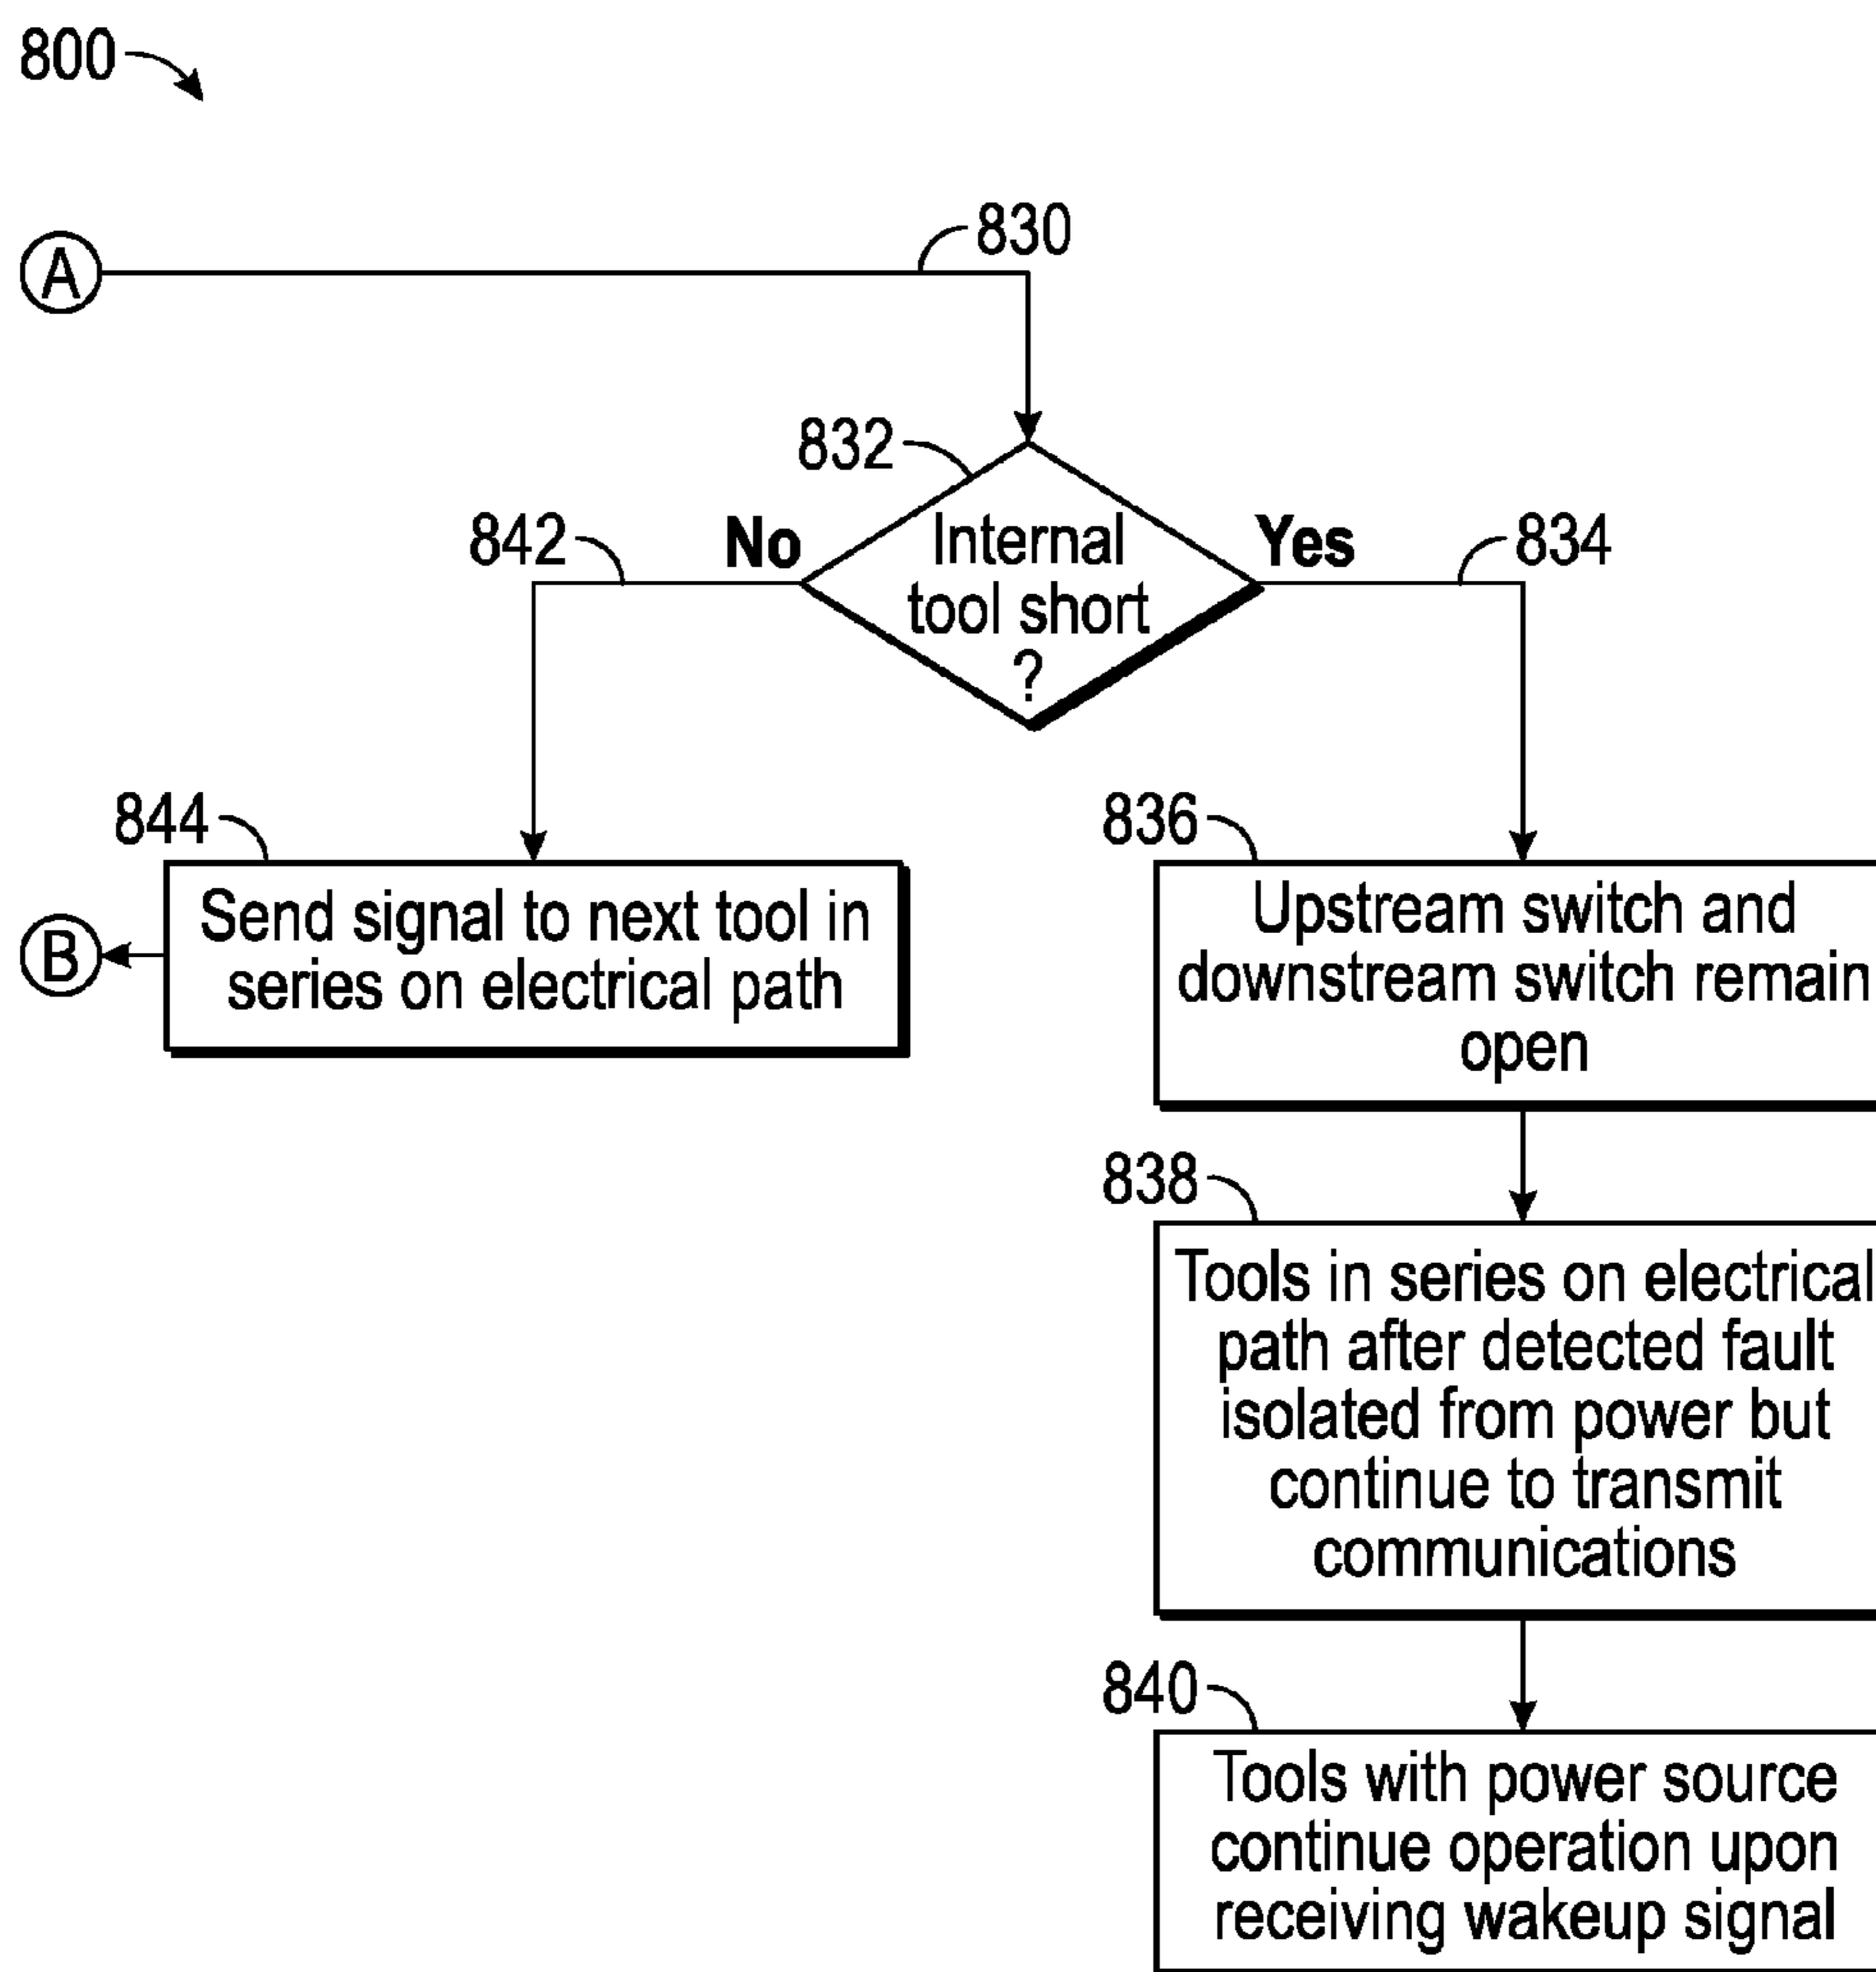 800
830
A
832
842
No
Internal
tool short
?
Yes
834
844
Send signal to next tool in
series on electrical path
B
836
Upstream switch and
downstream switch remain
open
838
Tools in series on electrical
path after detected fault
isolated from power but
continue to transmit
communications
840
Tools with power source
continue operation upon
receiving wakeup signal